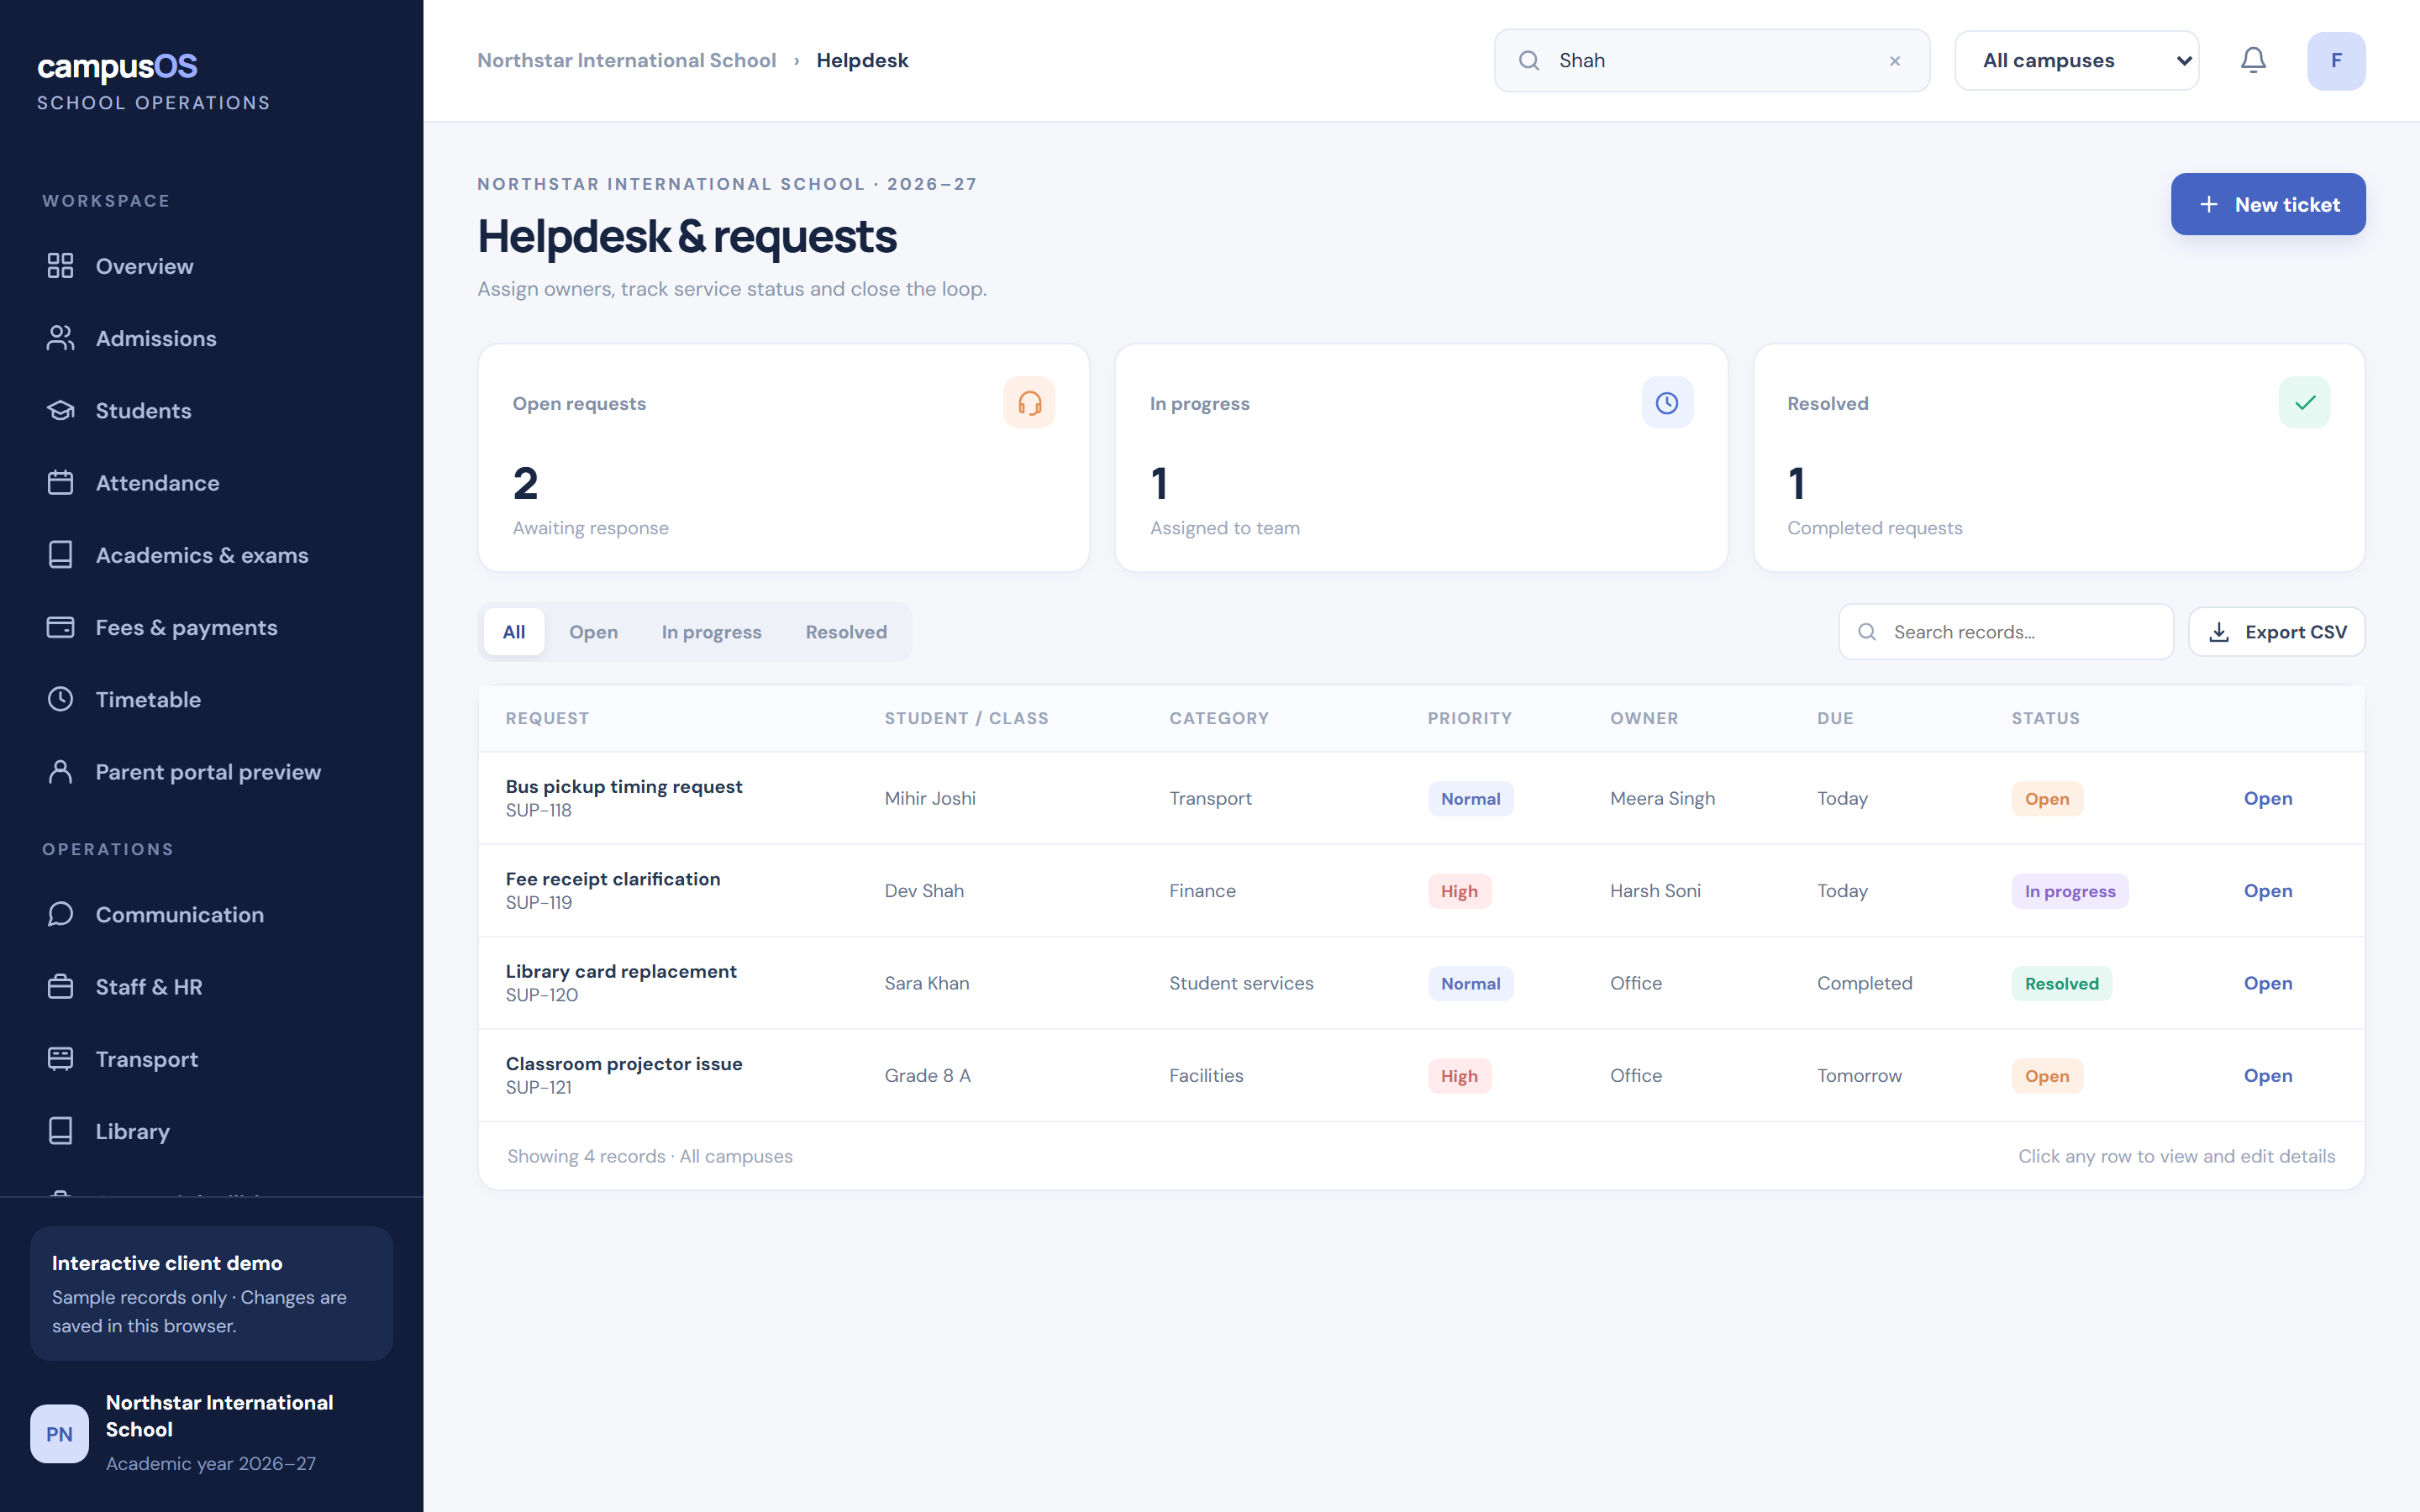 campusOS
SCHOOL OPERATIONS
WORKSPACE
Overview
Admissions
Students
Attendance
Academics & exams
Fees & payments
Timetable
Parent portal preview
OPERATIONS
Communication
Staff & HR
Transport
Library
Interactive client demo
Sample records only · Changes are
saved in this browser.
PN
Northstar International
School
Academic year 2026–27
Northstar International School › Helpdesk
Shah ×
All campuses
F
NORTHSTAR INTERNATIONAL SCHOOL · 2026–27
Helpdesk & requests
Assign owners, track service status and close the loop.
+ New ticket
Open requests
2
Awaiting response
In progress
1
Assigned to team
Resolved
1
Completed requests
All Open In progress Resolved
Search records...
Export CSV
REQUEST STUDENT / CLASS CATEGORY PRIORITY OWNER DUE STATUS
Bus pickup timing request
SUP-118
Mihir Joshi Transport Normal Meera Singh Today Open Open
Fee receipt clarification
SUP-119
Dev Shah Finance High Harsh Soni Today In progress Open
Library card replacement
SUP-120
Sara Khan Student services Normal Office Completed Resolved Open
Classroom projector issue
SUP-121
Grade 8 A Facilities High Office Tomorrow Open Open
Showing 4 records · All campuses
Click any row to view and edit details